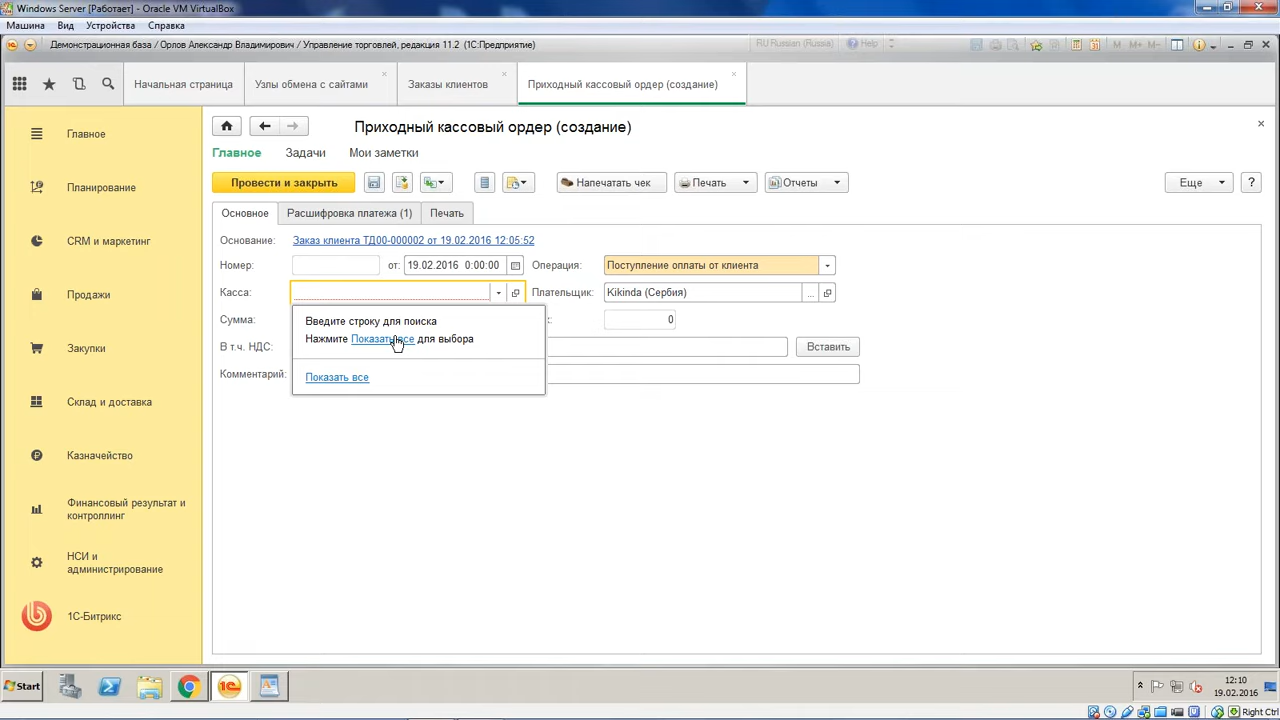 Windows Server [Работает] - Oracle VM VirtualBox
Машина Вид Устройства Справка
Демонстрационная база / Орлов Александр Владимирович / Управление торговлей, редакция 11.2 (1С:Предприятие)
RU Russian (Russia) Help
M M+ M-
Начальная страница
Узлы обмена с сайтами
Заказы клиентов
Приходный кассовый ордер (создание)
Главное
Планирование
CRM и маркетинг
Продажи
Закупки
Склад и доставка
Казначейство
Финансовый результат и
контроллинг
НСИ и
администрирование
1С-Битрикс
Приходный кассовый ордер (создание)
Главное Задачи Мои заметки
Провести и закрыть Напечатать чек Печать Отчеты Еще ?
Основное Расшифровка платежа (1) Печать
Основание: Заказ клиента ТД00-000002 от 19.02.2016 12:05:52
Номер: от: 19.02.2016 0:00:00 Операция: Поступление оплаты от клиента
Касса: Плательщик: Kikinda (Сербия) ...
Сумма: 0
В т.ч. НДС: Вставить
Комментарий:
Введите строку для поиска
Нажмите Показать все для выбора
Показать все
Start
12:10
19.02.2016
Right Ctrl